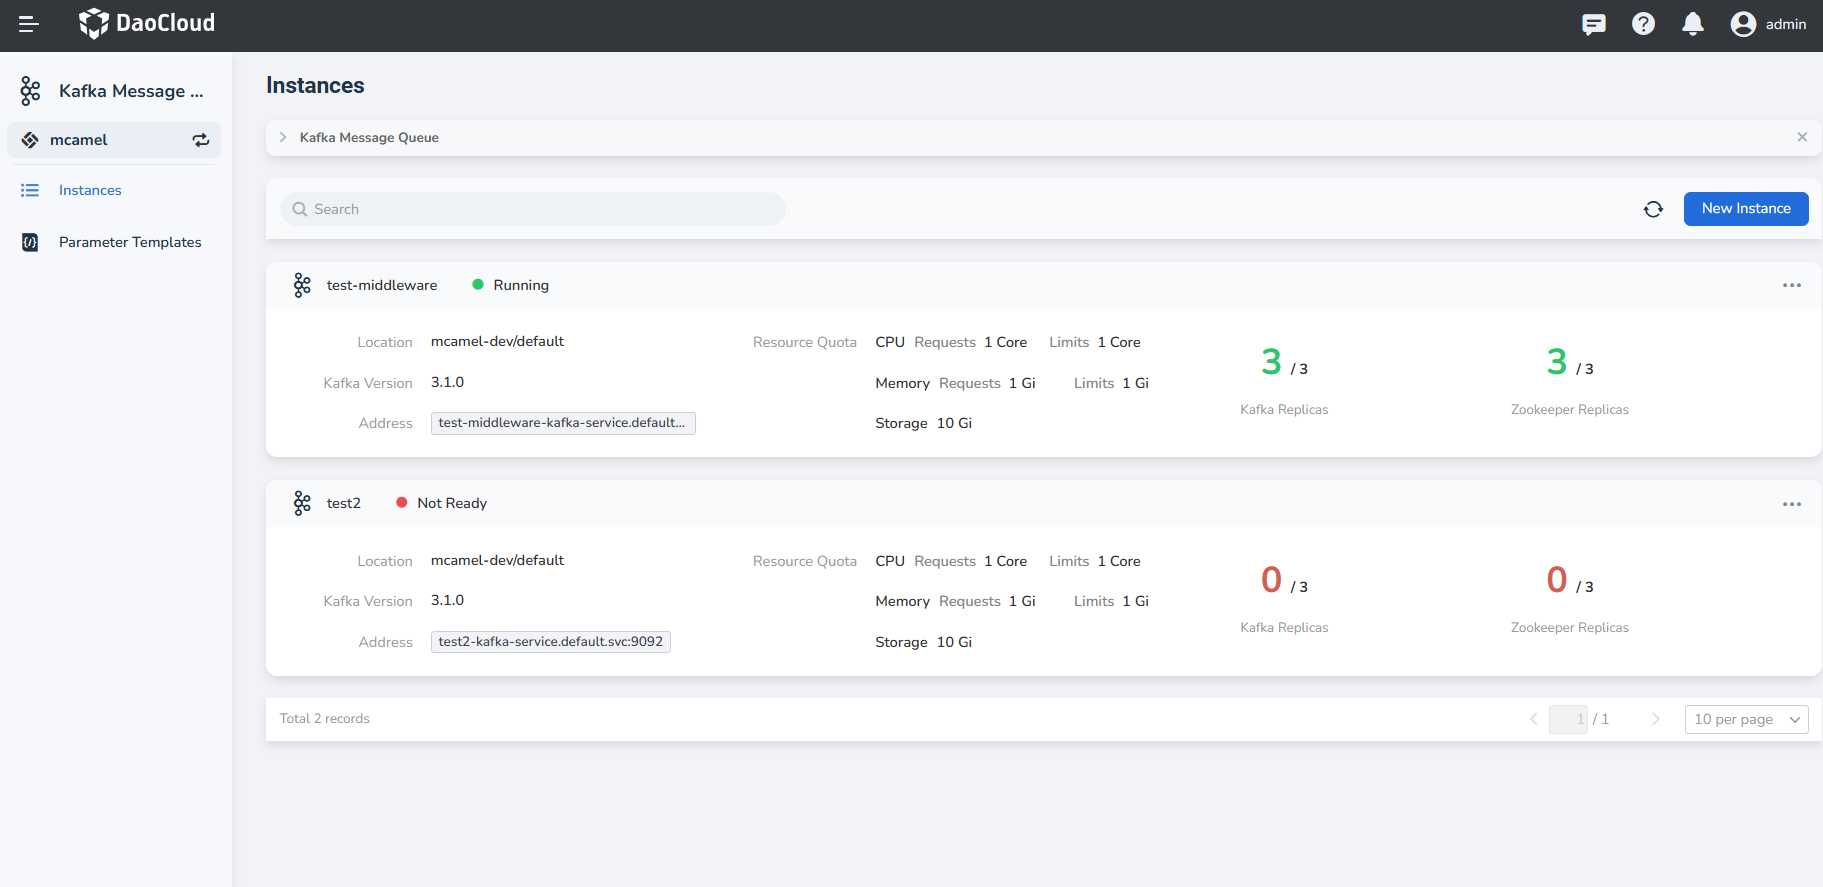 DaoCloud
admin
Kafka Message ...
mcamel
Instances
Parameter Templates
Instances
Kafka Message Queue
Search
New Instance
test-middleware Running
Location mcamel-dev/default
Kafka Version 3.1.0
Address test-middleware-kafka-service.default...
Resource Quota CPU Requests 1 Core Limits 1 Core
Memory Requests 1 Gi Limits 1 Gi
Storage 10 Gi
3 / 3
Kafka Replicas
3 / 3
Zookeeper Replicas
test2 Not Ready
Location mcamel-dev/default
Kafka Version 3.1.0
Address test2-kafka-service.default.svc:9092
Resource Quota CPU Requests 1 Core Limits 1 Core
Memory Requests 1 Gi Limits 1 Gi
Storage 10 Gi
0 / 3
Kafka Replicas
0 / 3
Zookeeper Replicas
Total 2 records
1 / 1
10 per page